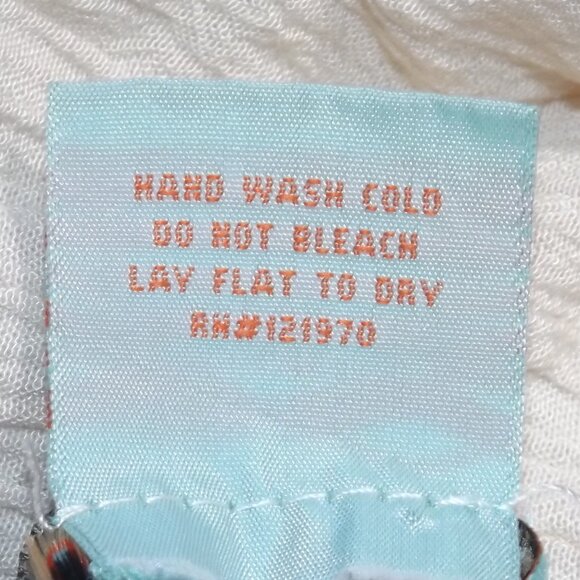 HAND WASH COLD
DO NOT BLEACH
LAY FLAT TO DRY
RN#121970